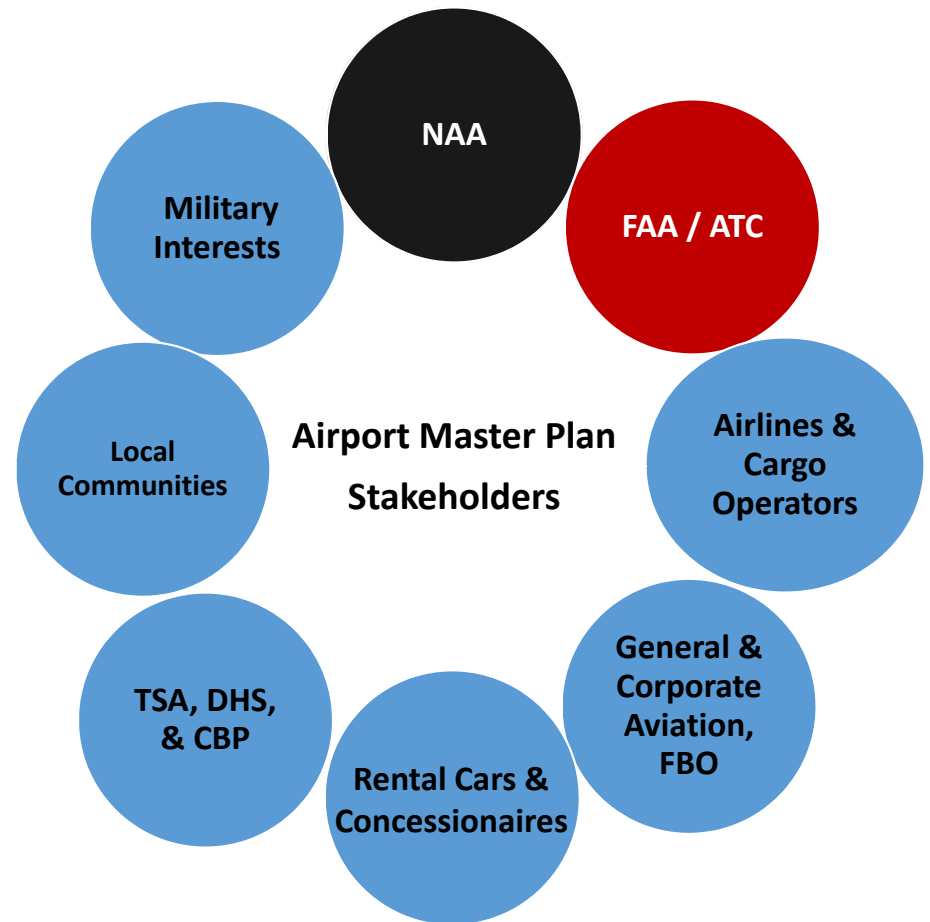 NAA
FAA / ATC
Military
Interests
Airport Master Plan
Stakeholders
Airlines &
Cargo
Operators
Local
Communities
General &
Corporate
Aviation,
FBO
TSA, DHS,
& CBP
Rental Cars &
Concessionaires